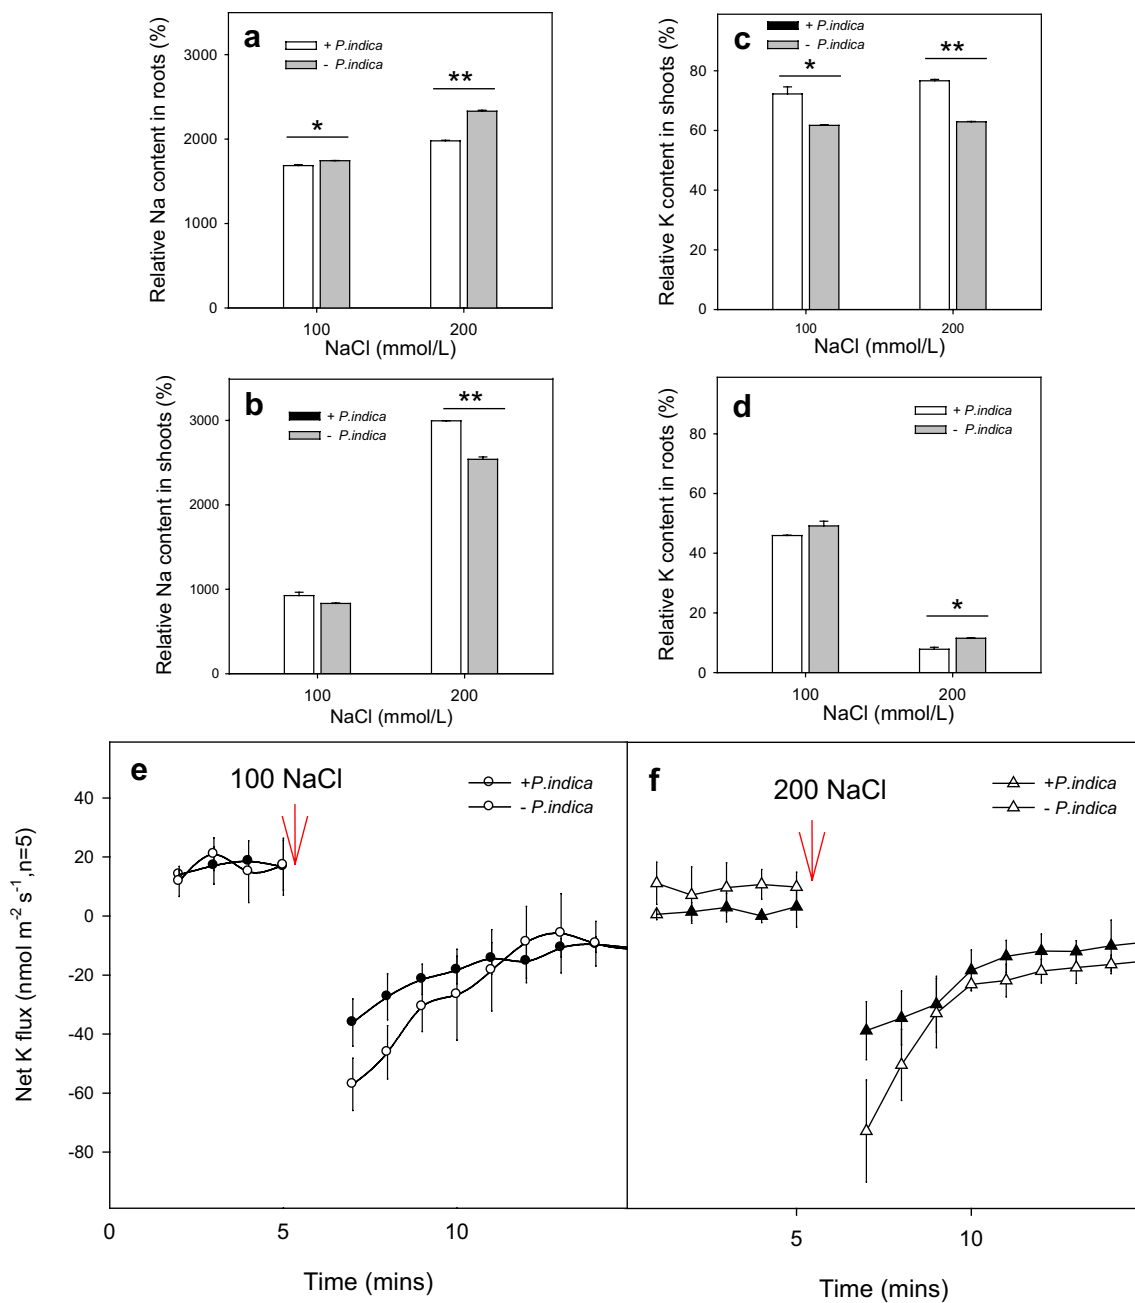 a
+ P.indica
- P.indica
Relative Na content in roots (%)
3000
2000
1000
0
*
**
100
200
NaCl (mmol/L)
c
+ P.indica
- P.indica
Relative K content in shoots (%)
80
60
40
20
0
*
**
100
200
NaCl (mmol/L)
b
+ P.indica
- P.indica
Relative Na content in shoots (%)
3000
2000
1000
0
**
100
200
NaCl (mmol/L)
d
+ P.indica
- P.indica
Relative K content in roots (%)
80
60
40
20
0
*
100
200
NaCl (mmol/L)
e
100 NaCl
+P.indica
- P.indica
Net K flux (nmol m-2 s-1,n=5)
40
20
0
-20
-40
-60
-80
0
5
10
Time (mins)
f
200 NaCl
+P.indica
- P.indica
5
10
Time (mins)